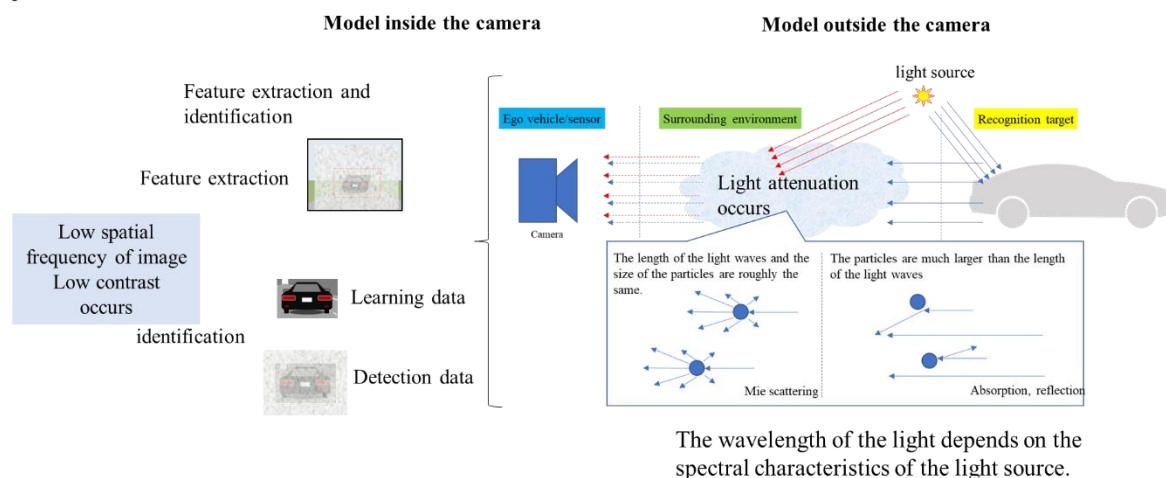 Model inside the camera
Model outside the camera
Feature extraction and
identification
Feature extraction
Low spatial
frequency of image
Low contrast
occurs
Learning data
identification
Detection data
light source
Ego vehicle/sensor
Surrounding environment
Recognition target
Light attenuation
occurs
Camera
The length of the light waves and the
size of the particles are roughly the
same.
The particles are much larger than the length
of the light waves
Mie scattering
Absorption, reflection
The wavelength of the light depends on the
spectral characteristics of the light source.